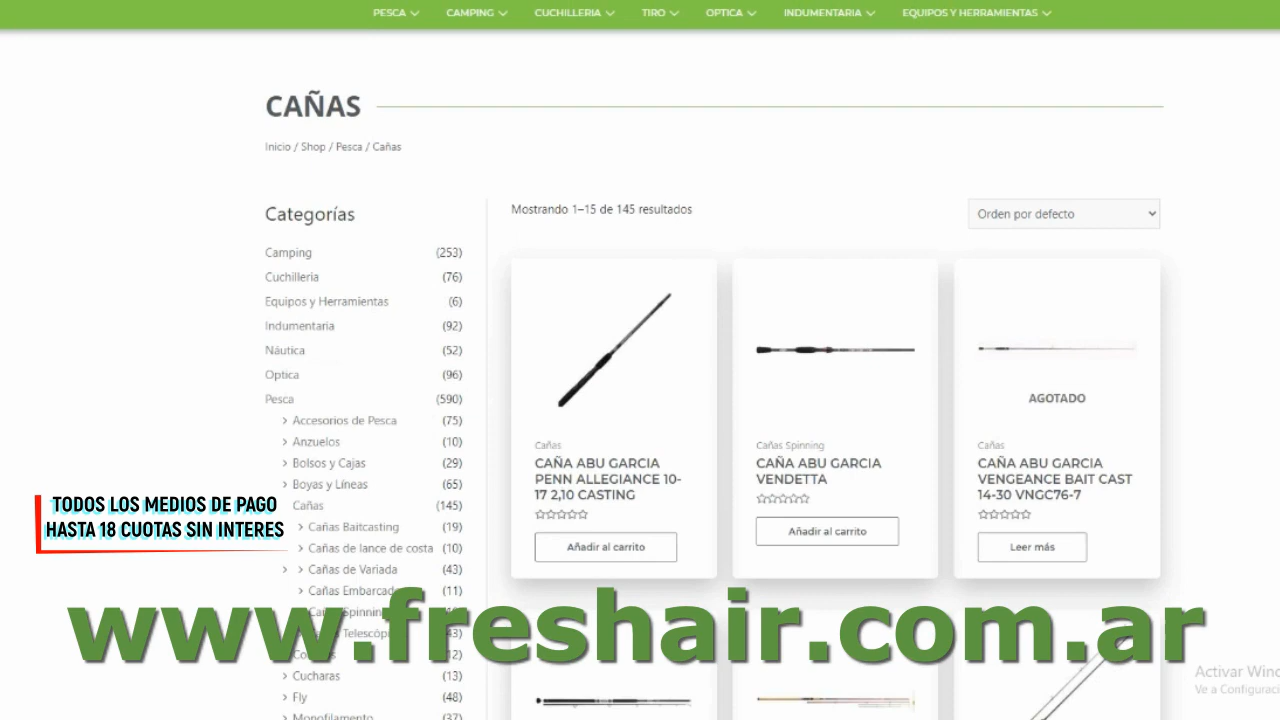 PESCA CAMPING CUCHILLERIA TIRO OPTICA INDUMENTARIA EQUIPOS Y HERRAMIENTAS
CAÑAS
Inicio / Shop / Pesca / Cañas
Categorías
Camping (253)
Cuchilleria (76)
Equipos y Herramientas (6)
Indumentaria (92)
Náutica (52)
Optica (96)
Pesca (590)
Accesorios de Pesca (75)
Anzuelos (10)
Bolsos y Cajas (29)
Boyas y Líneas (65)
Cañas (145)
Cañas Baitcasting (19)
Cañas de lance de costa (10)
Cañas de Variada (43)
Cañas Embarcado (11)
Spinning
Cucharas (13)
Fly (48)
Monofilamento (37)
TODOS LOS MEDIOS DE PAGO
HASTA 18 CUOTAS SIN INTERES
Mostrando 1–15 de 145 resultados
Orden por defecto
Cañas
CAÑA ABU GARCIA
PENN ALLEGIANCE 10-
17 2,10 CASTING
Añadir al carrito
Cañas Spinning
CAÑA ABU GARCIA
VENDETTA
Añadir al carrito
AGOTADO
Cañas
CAÑA ABU GARCIA
VENGEANCE BAIT CAST
14-30 VNGC76-7
Leer más
www.freshair.com.ar
Activar Wind
Ve a Configuraci